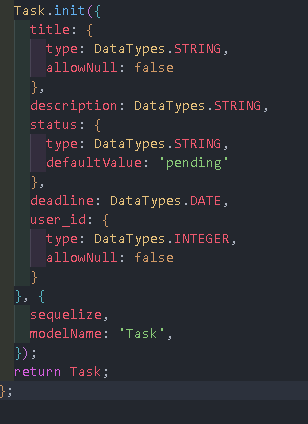 Task.init({
title: {
type: DataTypes.STRING,
allowNull: false
},
description: DataTypes.STRING,
status: {
type: DataTypes.STRING,
defaultValue: 'pending'
},
deadline: DataTypes.DATE,
user_id: {
type: DataTypes.INTEGER,
allowNull: false
}
}, {
sequelize,
modelName: 'Task',
});
return Task;
};